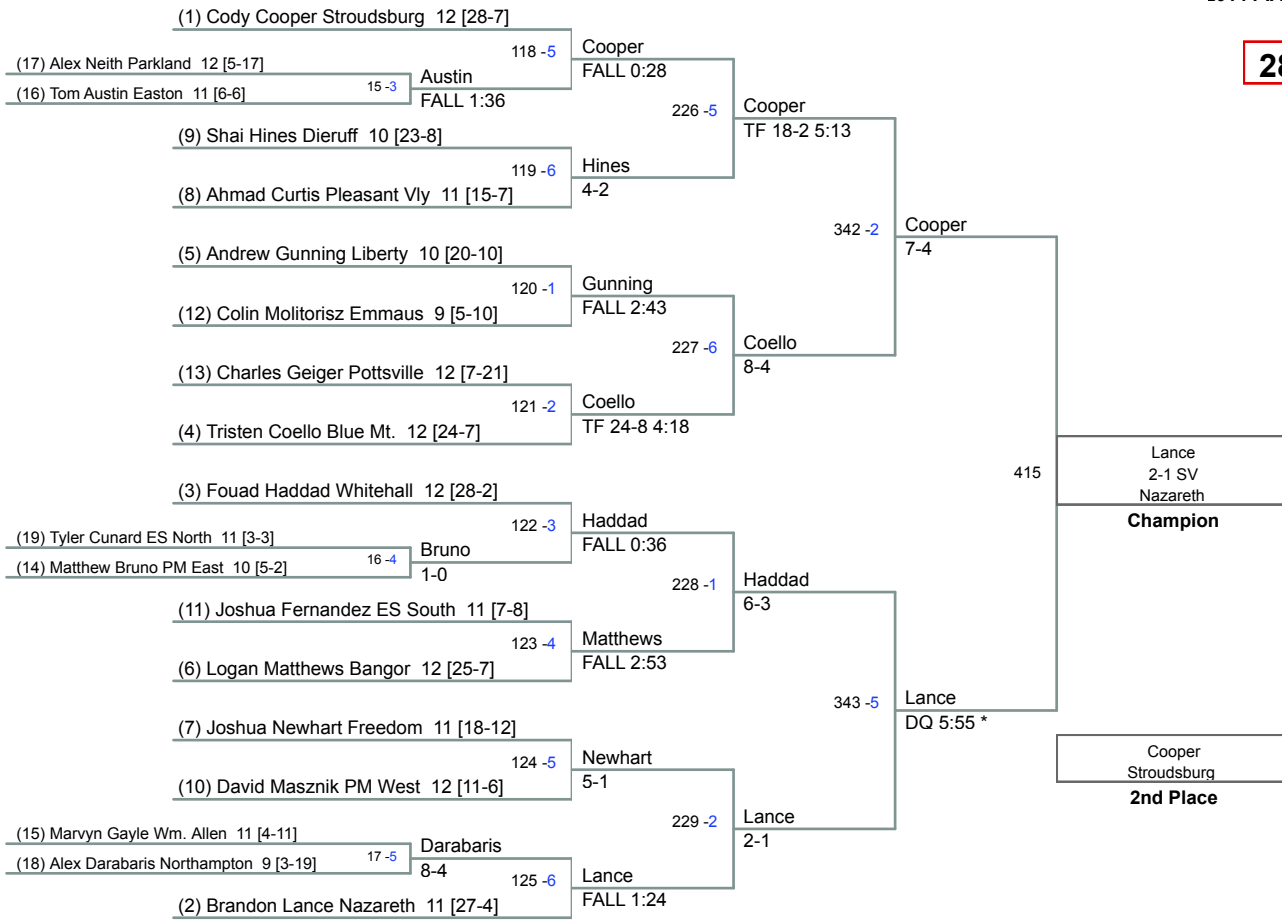 (1) Cody Cooper Stroudsburg 12 [28-7]
118 -5
Cooper
FALL 0:28
(17) Alex Neith Parkland 12 [5-17]
15 -3
Austin
FALL 1:36
(16) Tom Austin Easton 11 [6-6]
28
226 -5
Cooper
TF 18-2 5:13
(9) Shai Hines Dieruff 10 [23-8]
119 -6
Hines
4-2
(8) Ahmad Curtis Pleasant Vly 11 [15-7]
342 -2
Cooper
7-4
(5) Andrew Gunning Liberty 10 [20-10]
120 -1
Gunning
FALL 2:43
(12) Colin Molitorisz Emmaus 9 [5-10]
227 -6
Coello
8-4
(13) Charles Geiger Pottsville 12 [7-21]
121 -2
Coello
TF 24-8 4:18
(4) Tristen Coello Blue Mt. 12 [24-7]
415
Lance
2-1 SV
Nazareth
Champion
(3) Fouad Haddad Whitehall 12 [28-2]
122 -3
Haddad
FALL 0:36
(19) Tyler Cunard ES North 11 [3-3]
16 -4
Bruno
1-0
(14) Matthew Bruno PM East 10 [5-2]
228 -1
Haddad
6-3
(11) Joshua Fernandez ES South 11 [7-8]
123 -4
Matthews
FALL 2:53
(6) Logan Matthews Bangor 12 [25-7]
343 -5
Lance
DQ 5:55 *
(7) Joshua Newhart Freedom 11 [18-12]
124 -5
Newhart
5-1
(10) David Masznik PM West 12 [11-6]
Cooper
Stroudsburg
2nd Place
229 -2
Lance
2-1
(15) Marvyn Gayle Wm. Allen 11 [4-11]
17 -5
Darabaris
8-4
(18) Alex Darabaris Northampton 9 [3-19]
125 -6
Lance
FALL 1:24
(2) Brandon Lance Nazareth 11 [27-4]